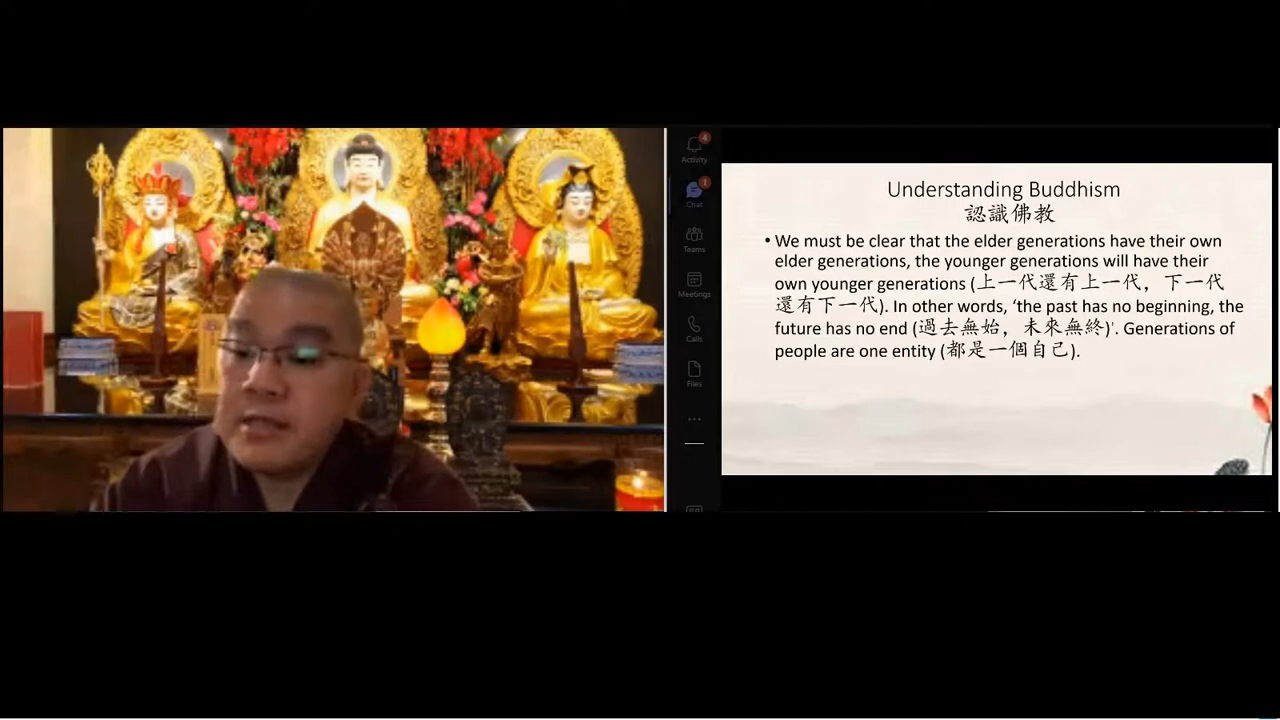 4
Activity
1
Chat
Teams
Meetings
Calls
Files
Understanding Buddhism
認識佛教
• We must be clear that the elder generations have their own
elder generations, the younger generations will have their
own younger generations (上一代還有上一代，下一代
還有下一代). In other words, ‘the past has no beginning, the
future has no end (過去無始，未來無終)’. Generations of
people are one entity (都是一個自己).